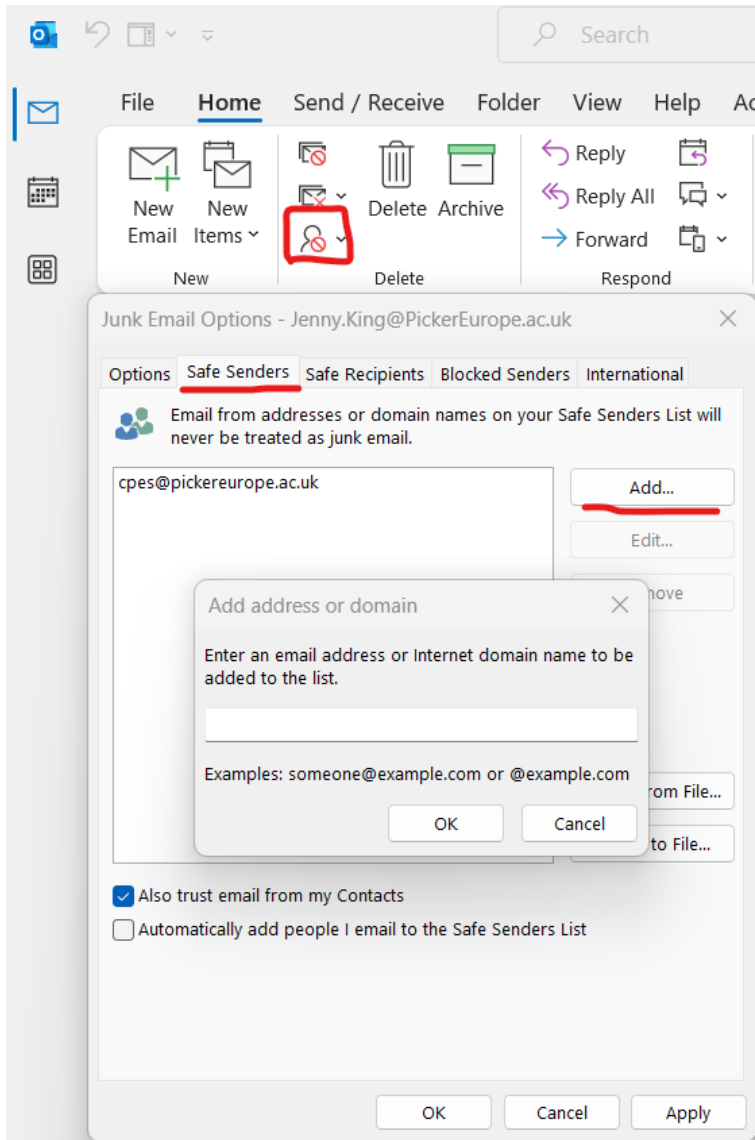 Search
File Home Send / Receive Folder View Help
New Email
New Items
Delete
Archive
Reply
Reply All
Forward
New
Delete
Respond
Junk Email Options - Jenny.King@PickerEurope.ac.uk
Options Safe Senders Safe Recipients Blocked Senders International
Email from addresses or domain names on your Safe Senders List will
never be treated as junk email.
cpes@pickereurope.ac.uk
Add...
Edit...
Add address or domain
Enter an email address or Internet domain name to be
added to the list.
Examples: someone@example.com or @example.com
OK Cancel
File...
to File...
Also trust email from my Contacts
Automatically add people I email to the Safe Senders List
OK Cancel Apply